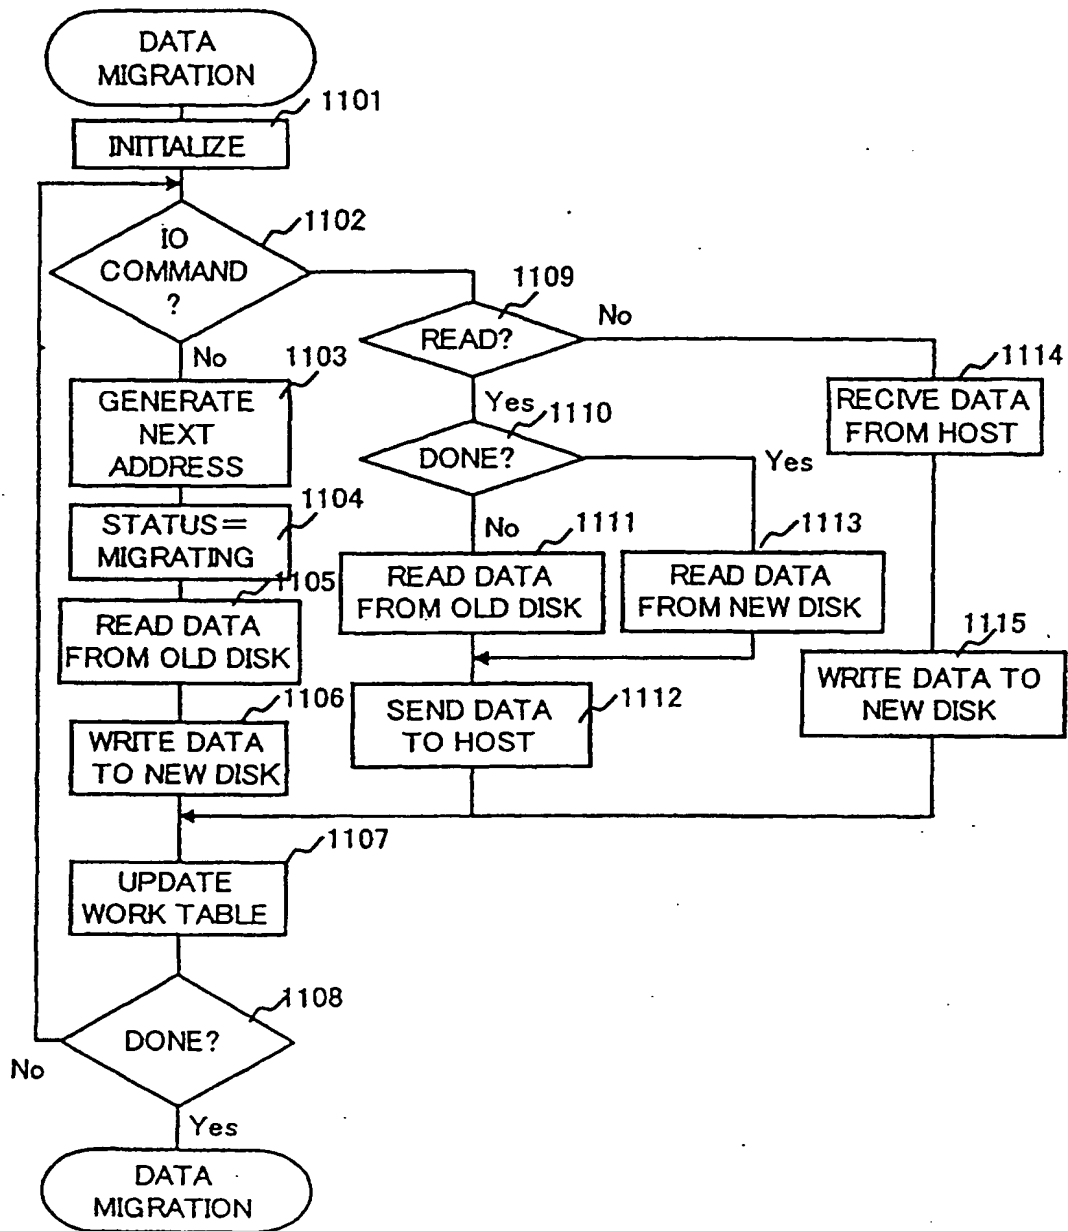 DATA
MIGRATION
1101
INITIALIZE
1102
IO
COMMAND
?
No
1103
GENERATE
NEXT
ADDRESS
1104
STATUS=
MIGRATING
1105
READ DATA
FROM OLD DISK
1106
WRITE DATA
TO NEW DISK
1107
UPDATE
WORK TABLE
1108
DONE?
No
Yes
DATA
MIGRATION
1109
READ?
No
Yes
1110
DONE?
Yes
No
1111
READ DATA
FROM OLD DISK
1113
READ DATA
FROM NEW DISK
1112
SEND DATA
TO HOST
1114
RECIVE DATA
FROM HOST
1115
WRITE DATA TO
NEW DISK